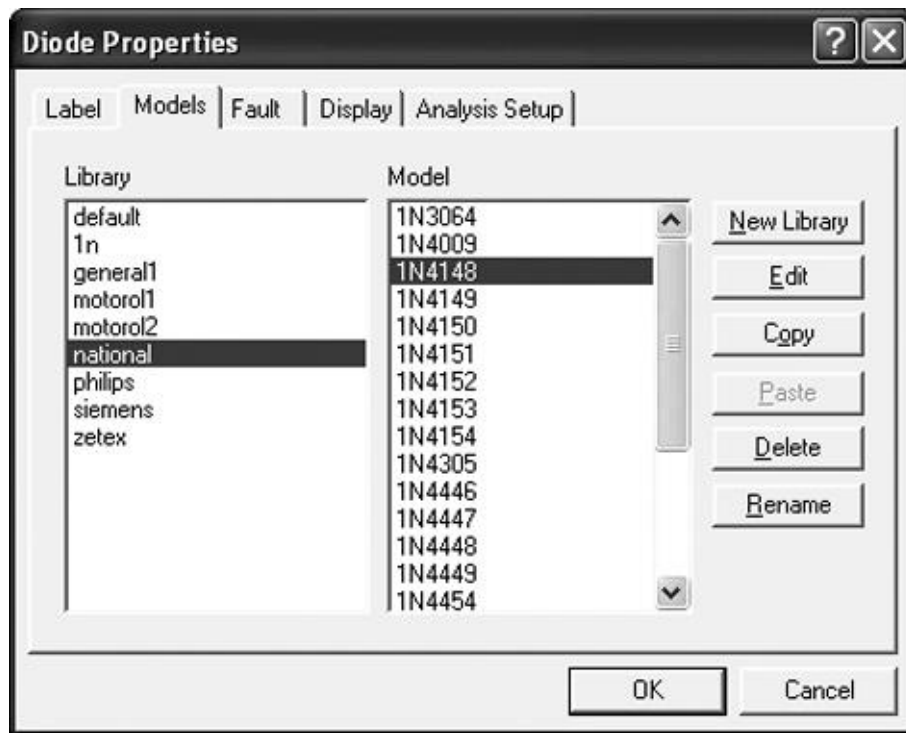 Diode Properties
Label Models Fault Display Analysis Setup
Library
default
1n
general1
motorol1
motorol2
national
philips
siemens
zetex
Model
1N3064
1N4009
1N4148
1N4149
1N4150
1N4151
1N4152
1N4153
1N4154
1N4305
1N4446
1N4447
1N4448
1N4449
1N4454
New Library
Edit
Copy
Paste
Delete
Rename
OK Cancel